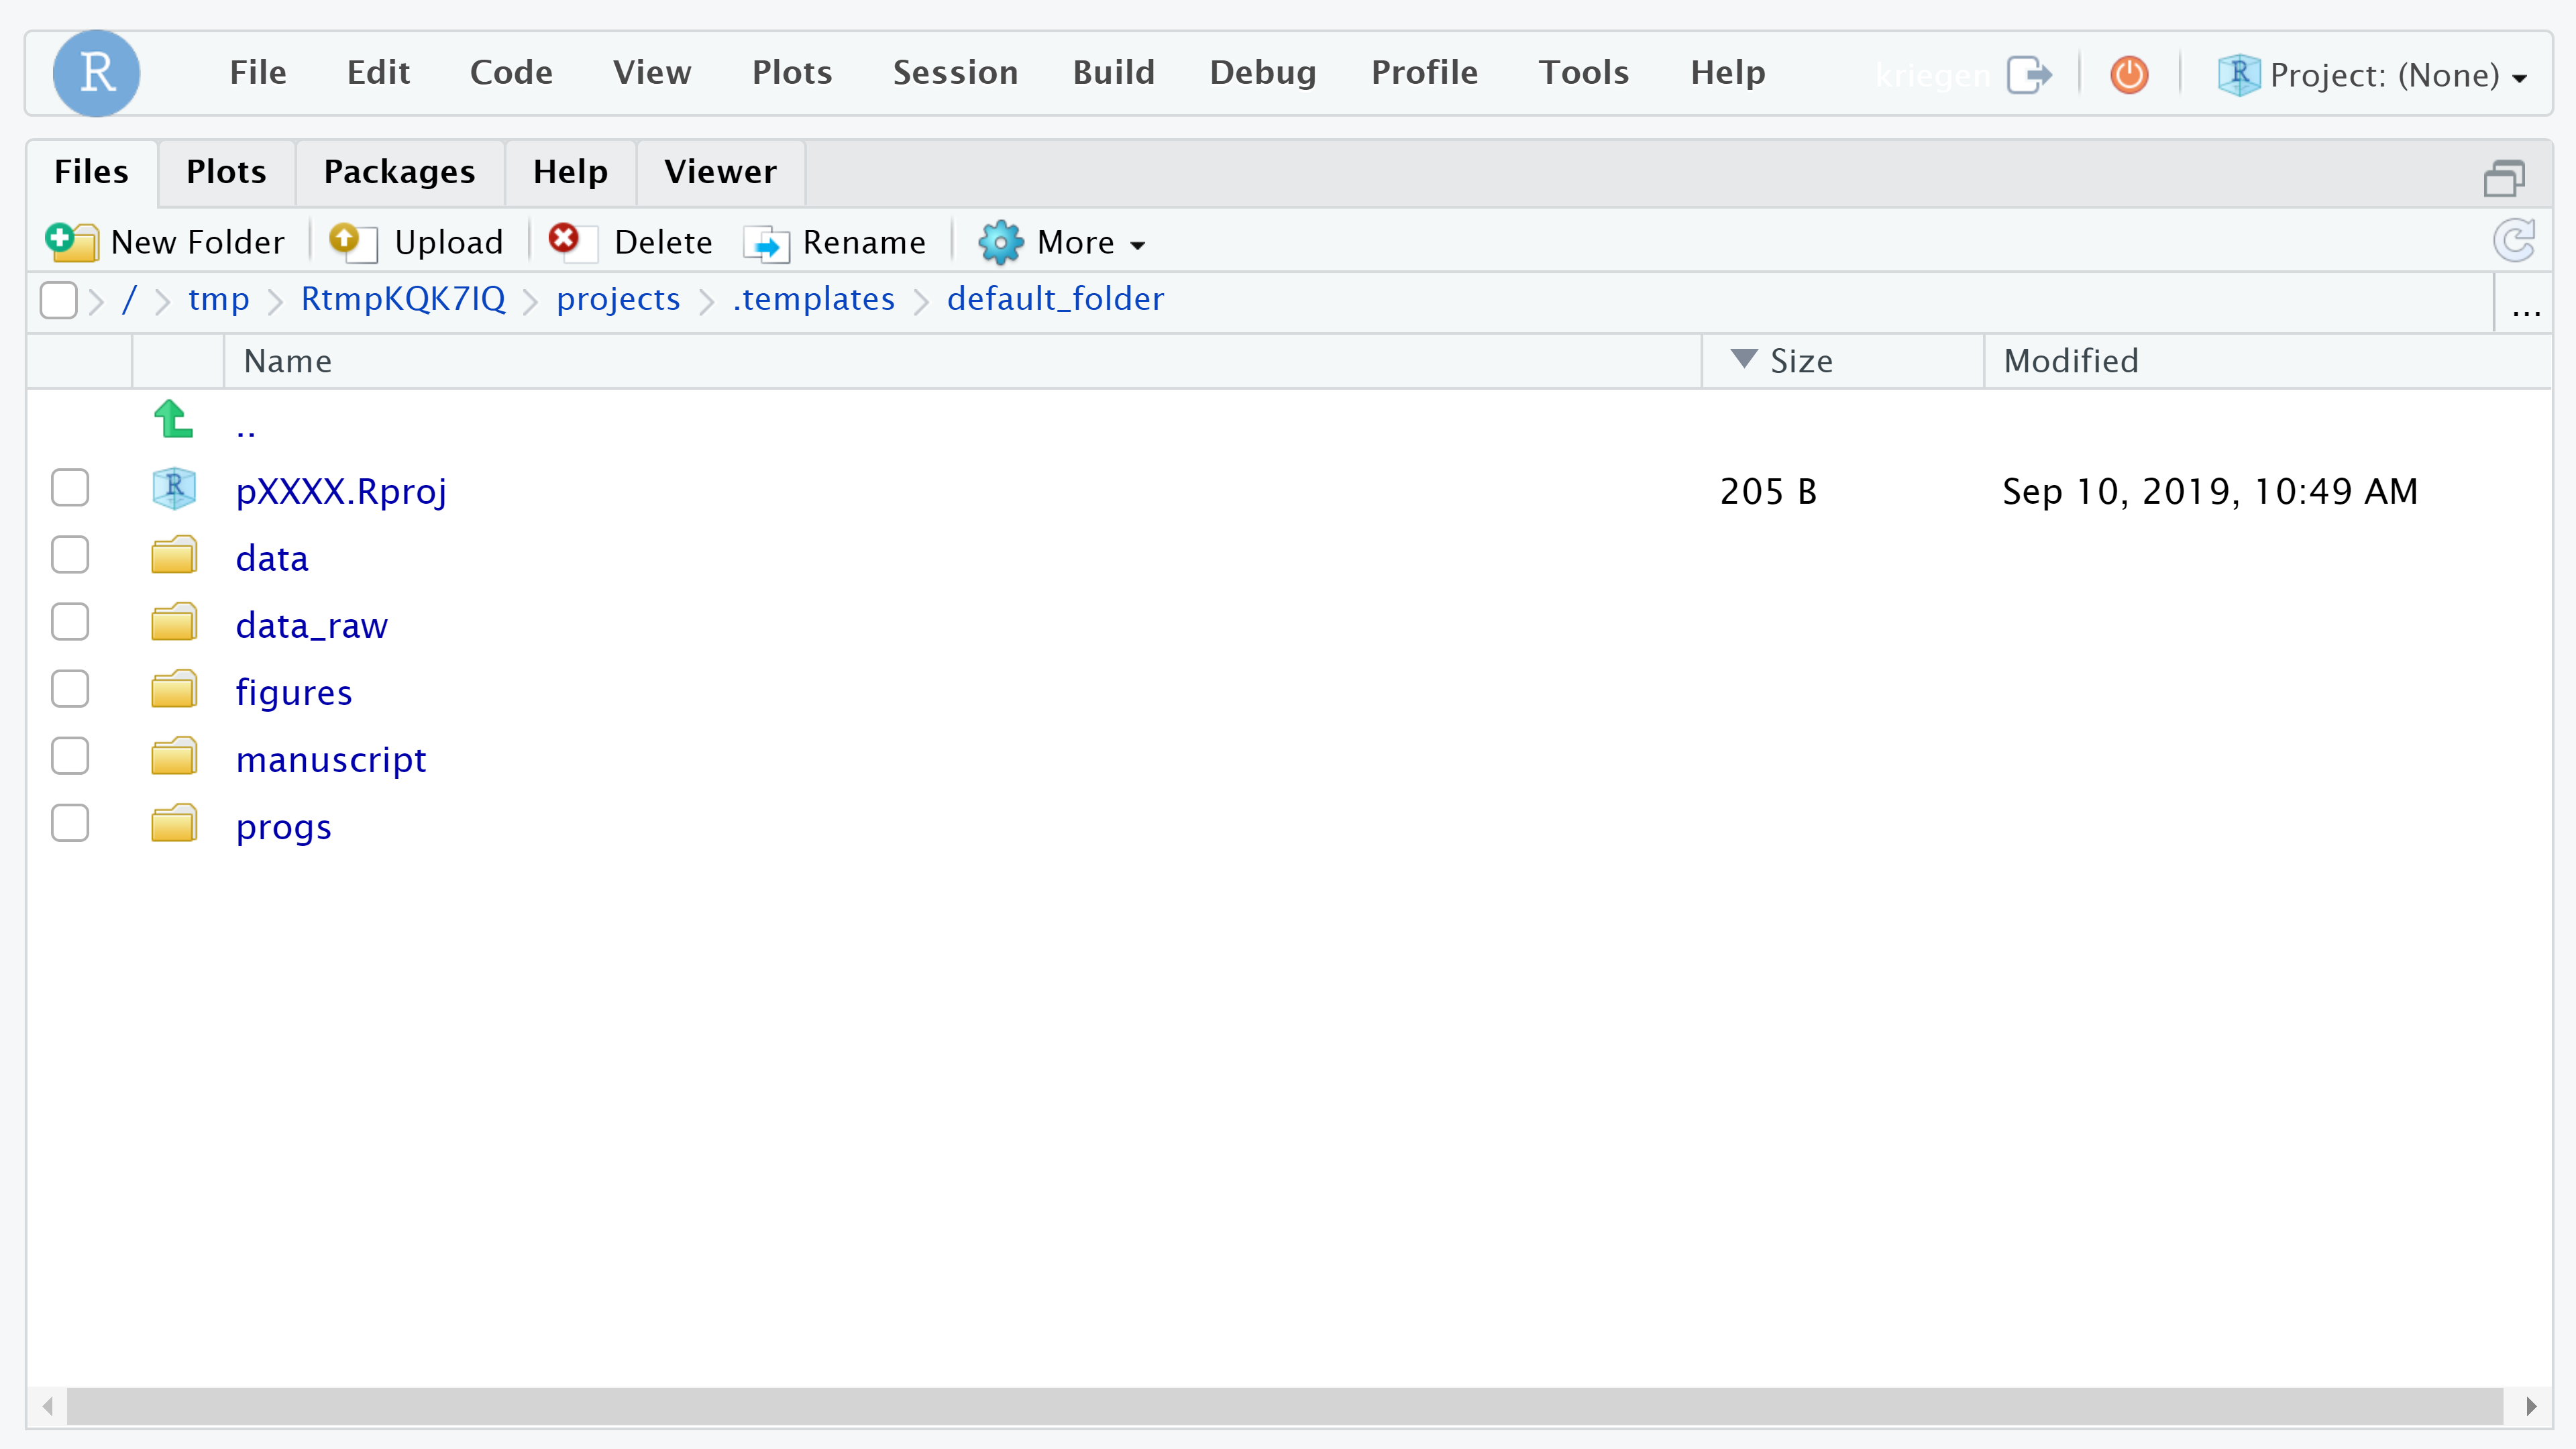 R File Edit Code View Plots Session Build Debug Profile Tools Help kriegen Project: (None)
Files Plots Packages Help Viewer
New Folder Upload Delete Rename More
/ tmp RtmpKQK7IQ projects .templates default_folder ...
Name Size Modified
..
pXXXX.Rproj 205 B Sep 10, 2019, 10:49 AM
data
data_raw
figures
manuscript
progs